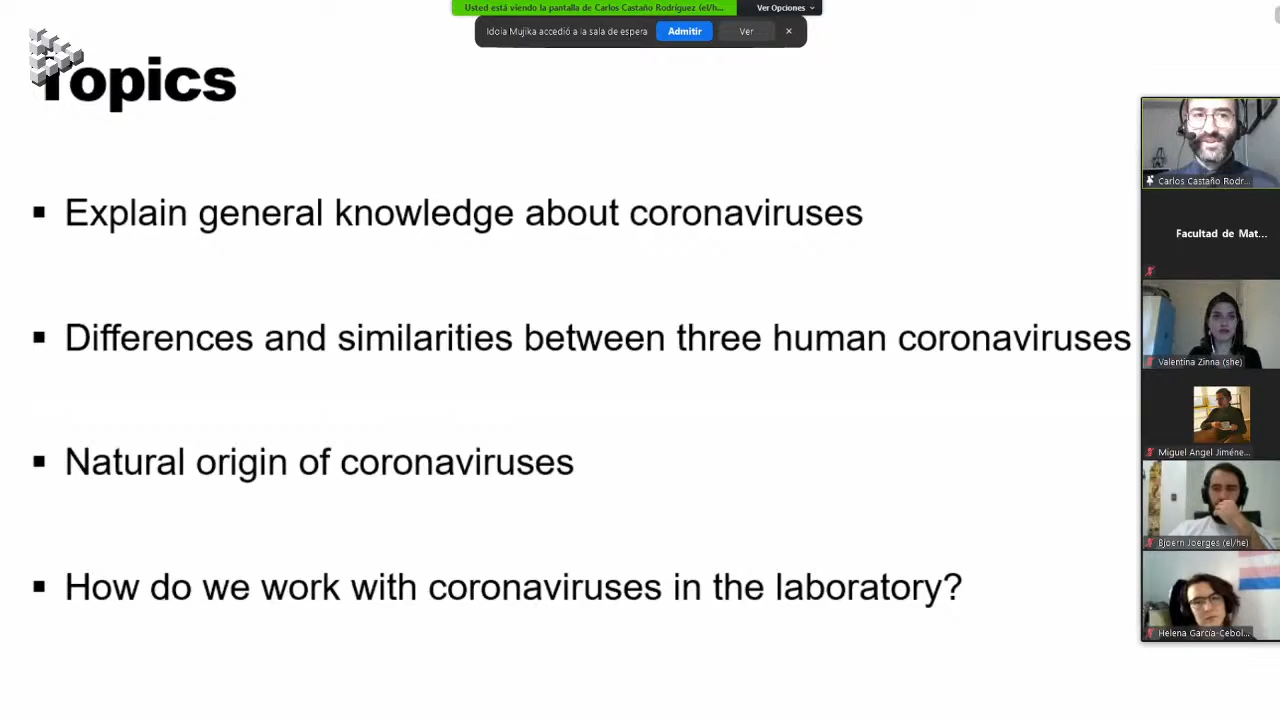 Usted está viendo la pantalla de Carlos Castaño Rodríguez (el/h...
Ver Opciones
Idoia Mujika accedió a la sala de espera
Admitir
Ver
Topics
Explain general knowledge about coronaviruses
Differences and similarities between three human coronaviruses
Natural origin of coronaviruses
How do we work with coronaviruses in the laboratory?
Carlos Castaño Rodr...
Facultad de Mat...
Valentina Zinna (she)
Miguel Angel Jiméne...
Bjoern Joerges (el/he)
Helena García-Cebol...